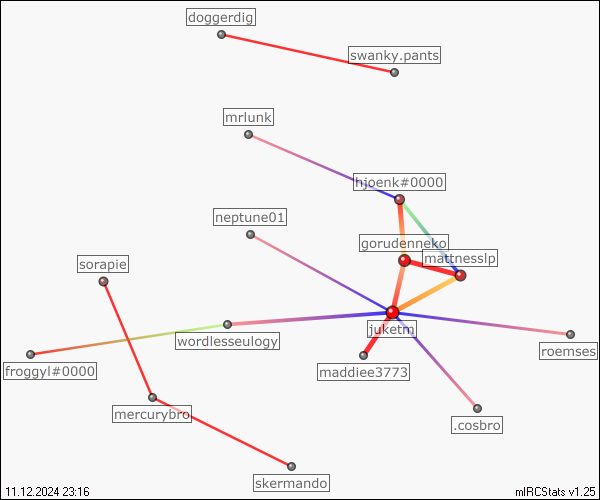 doggerdig
swanky.pants
mrlunk
hjoenk#0000
neptune01
gorudenneko
mattnesslp
sorapie
juketm
wordlesseulogy
roemses
froggyl#0000
maddiee3773
mercurybro
.cosbro
skermando
11.12.2024 23:16
mIRCStats v1.25